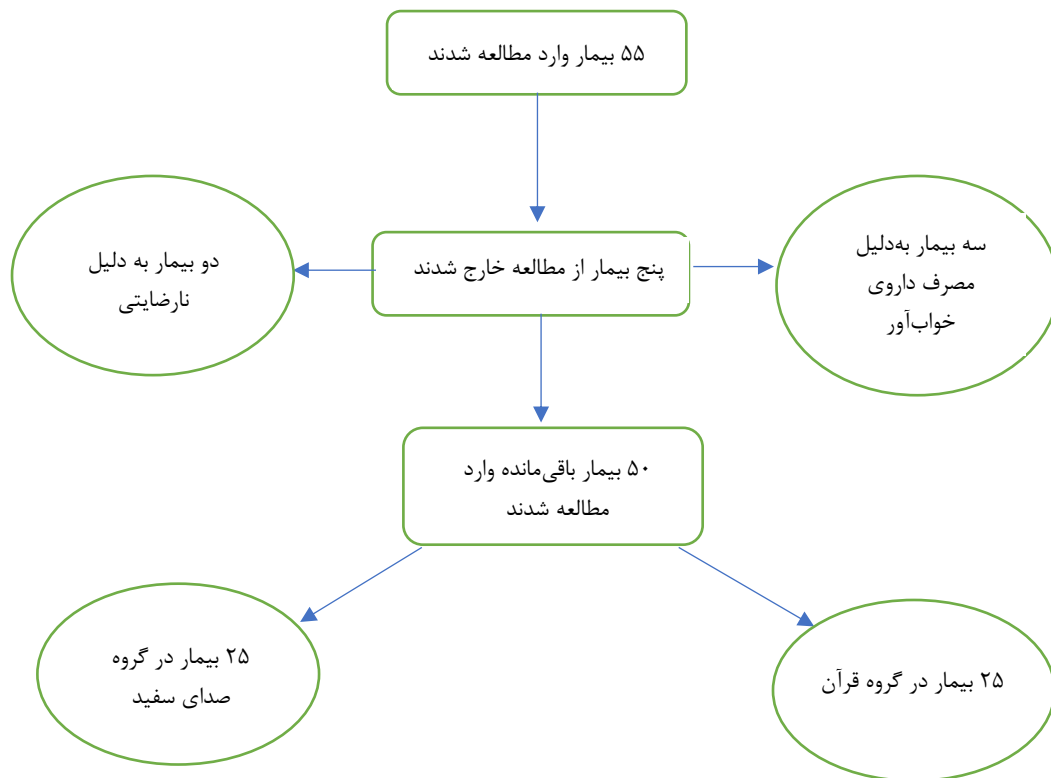 ۵۵ بیمار وارد مطالعه شدند
سه بیمار به‌دلیل
مصرف داروی
خواب‌آور
پنج بیمار از مطالعه خارج شدند
دو بیمار به دلیل
نارضایتی
۵۰ بیمار باقی‌مانده وارد
مطالعه شدند
۲۵ بیمار در گروه قرآن
۲۵ بیمار در گروه
صدای سفید